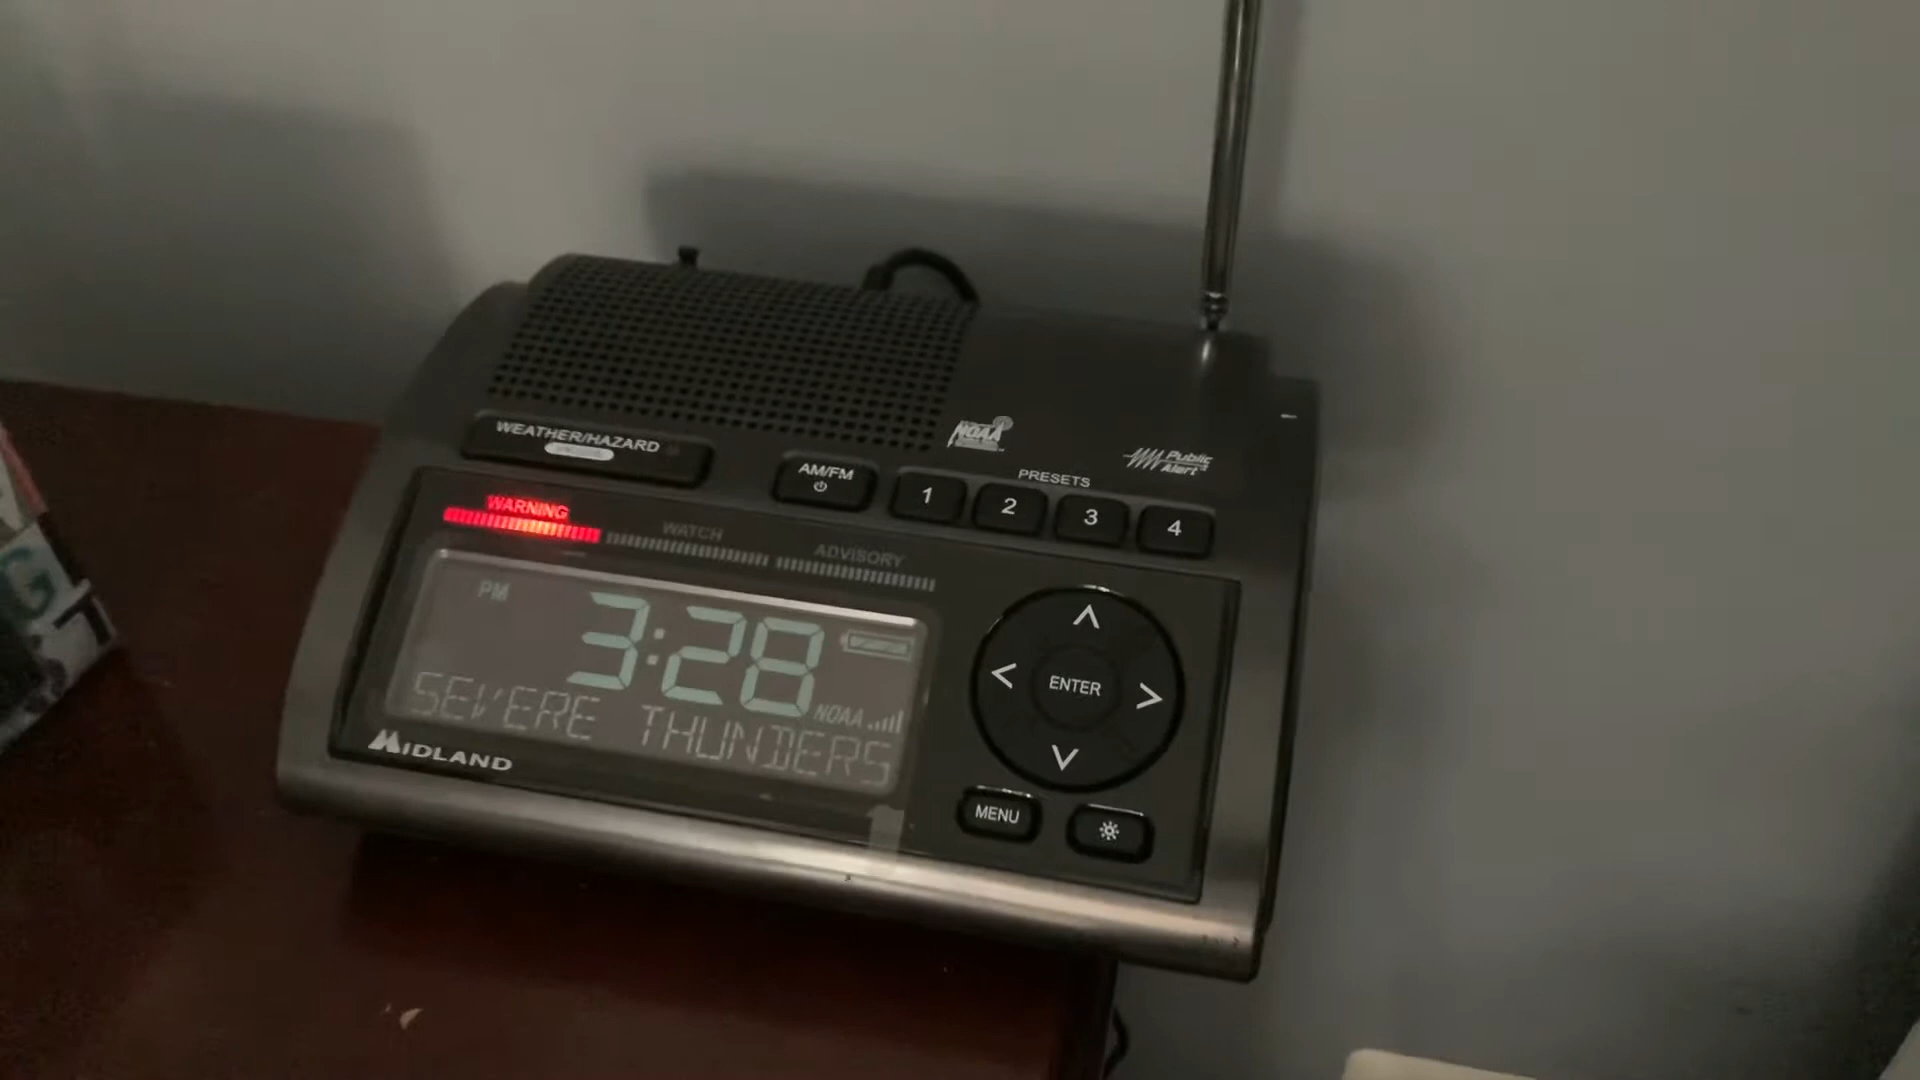 WEATHER/HAZARD
NOAA
Public
Alert
AM/FM
PRESETS
1
2
3
4
WARNING
WATCH
ADVISORY
PM
3:28
NOAA
SEVERE THUNDERS
MIDLAND
ENTER
MENU
G